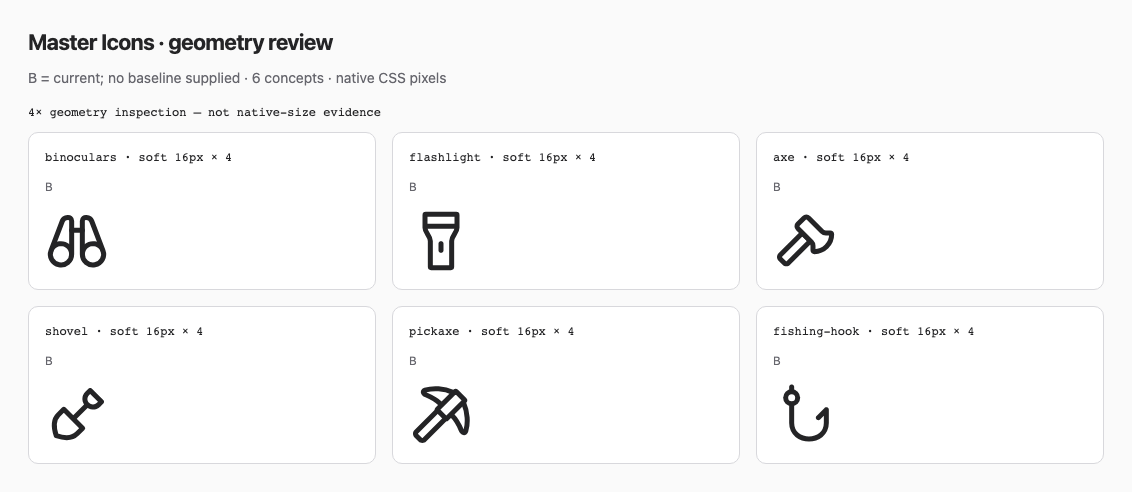 Master Icons · geometry review
B = current; no baseline supplied · 6 concepts · native CSS pixels
4× geometry inspection — not native-size evidence
binoculars · soft 16px × 4
B
flashlight · soft 16px × 4
B
axe · soft 16px × 4
B
shovel · soft 16px × 4
B
pickaxe · soft 16px × 4
B
fishing-hook · soft 16px × 4
B